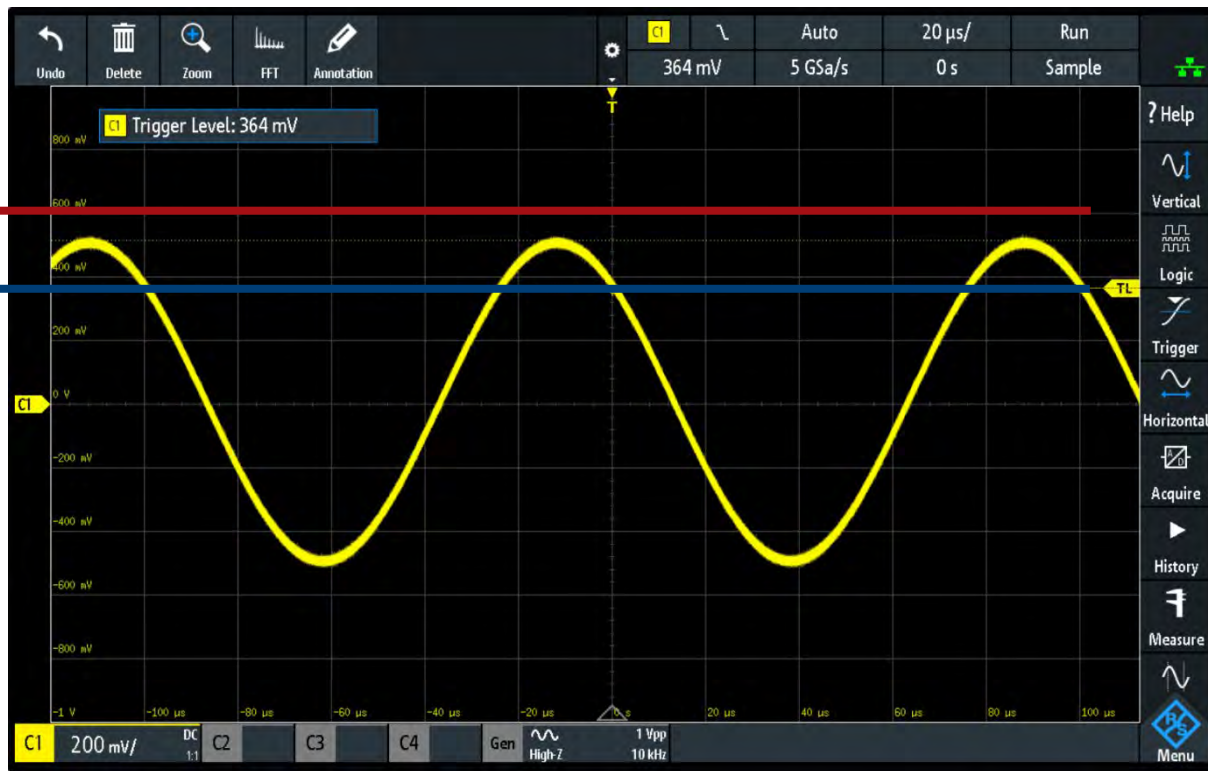 C1 Auto 20 µs/ Run
Undo Delete Zoom FFT Annotation 364 mV 5 GSa/s 0 s Sample
T
C1 Trigger Level: 364 mV
? Help
800 mV
Vertical
600 mV
400 mV
Logic
TL
200 mV
Trigger
C1 0 V
Horizontal
-200 mV
A D
Acquire
-400 mV
History
-600 mV
Measure
-800 mV
-1 V -100 µs -80 µs -60 µs -40 µs -20 µs 0 s 20 µs 40 µs 60 µs 80 µs 100 µs
C1 200 mV/ DC 1:1 C2 C3 C4 Gen High-Z 1 Vpp 10 kHz
R&S
Menu